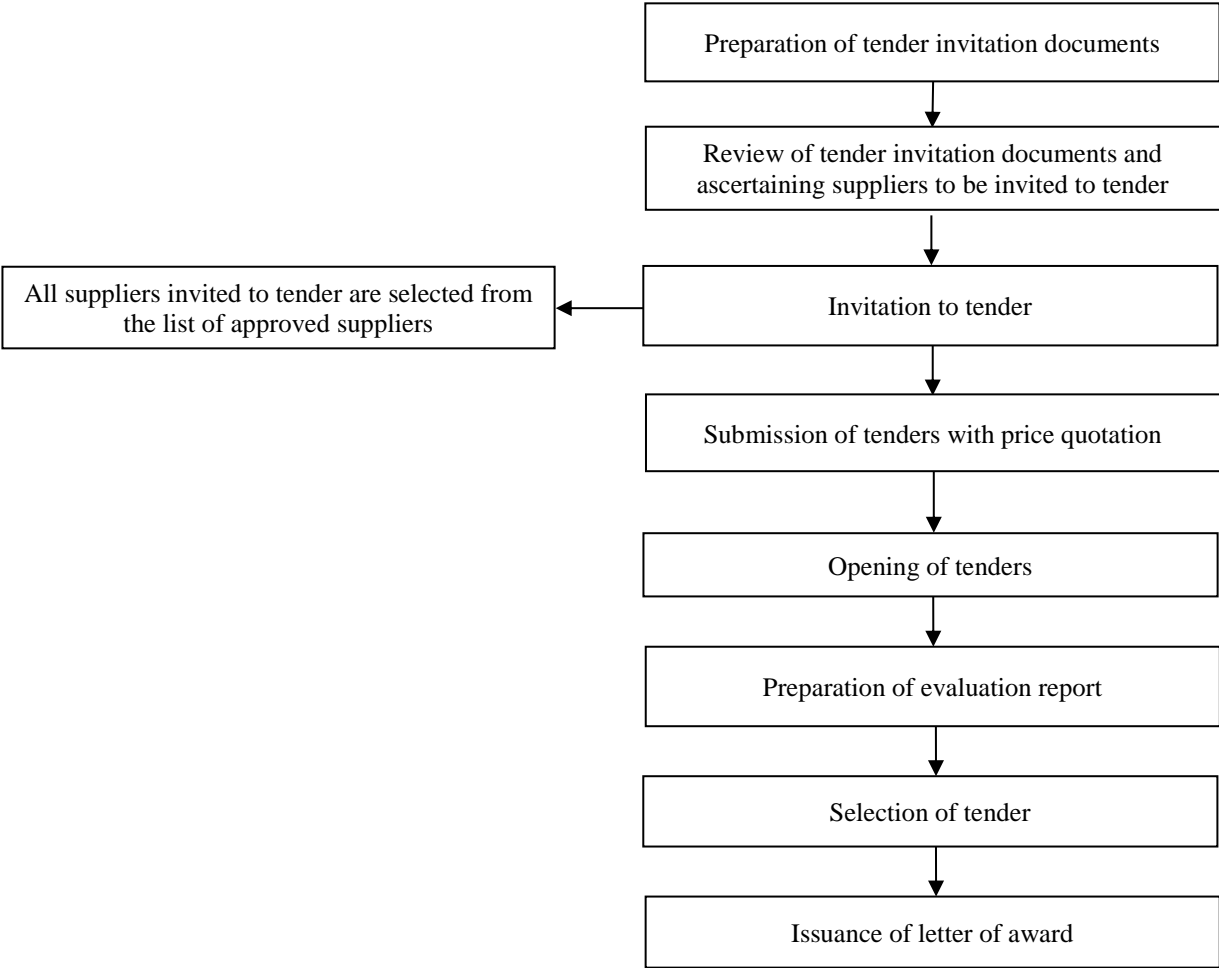 Preparation of tender invitation documents
Review of tender invitation documents and
ascertaining suppliers to be invited to tender
All suppliers invited to tender are selected from
the list of approved suppliers
Invitation to tender
Submission of tenders with price quotation
Opening of tenders
Preparation of evaluation report
Selection of tender
Issuance of letter of award